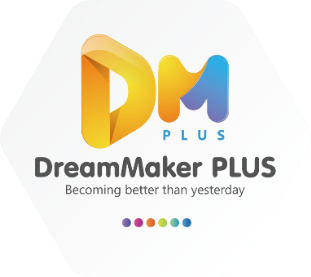 DM
PLUS
DreamMaker PLUS
Becoming better than yesterday